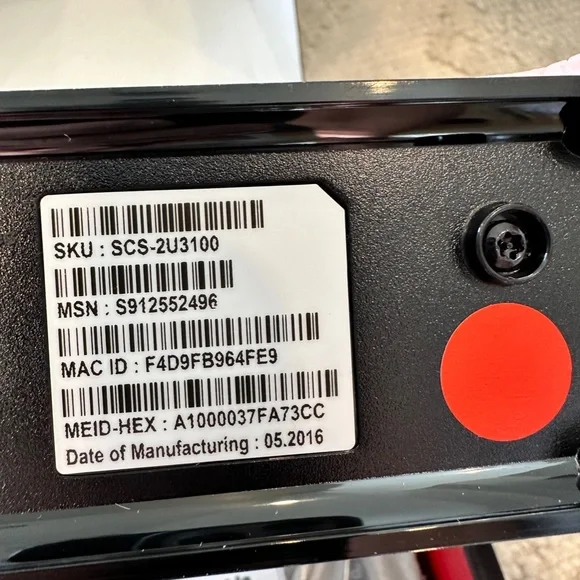 SKU : SCS-2U3100
MSN : S912552496
MAC ID : F4D9FB964FE9
MEID-HEX : A1000037FA73CC
Date of Manufacturing : 05.2016